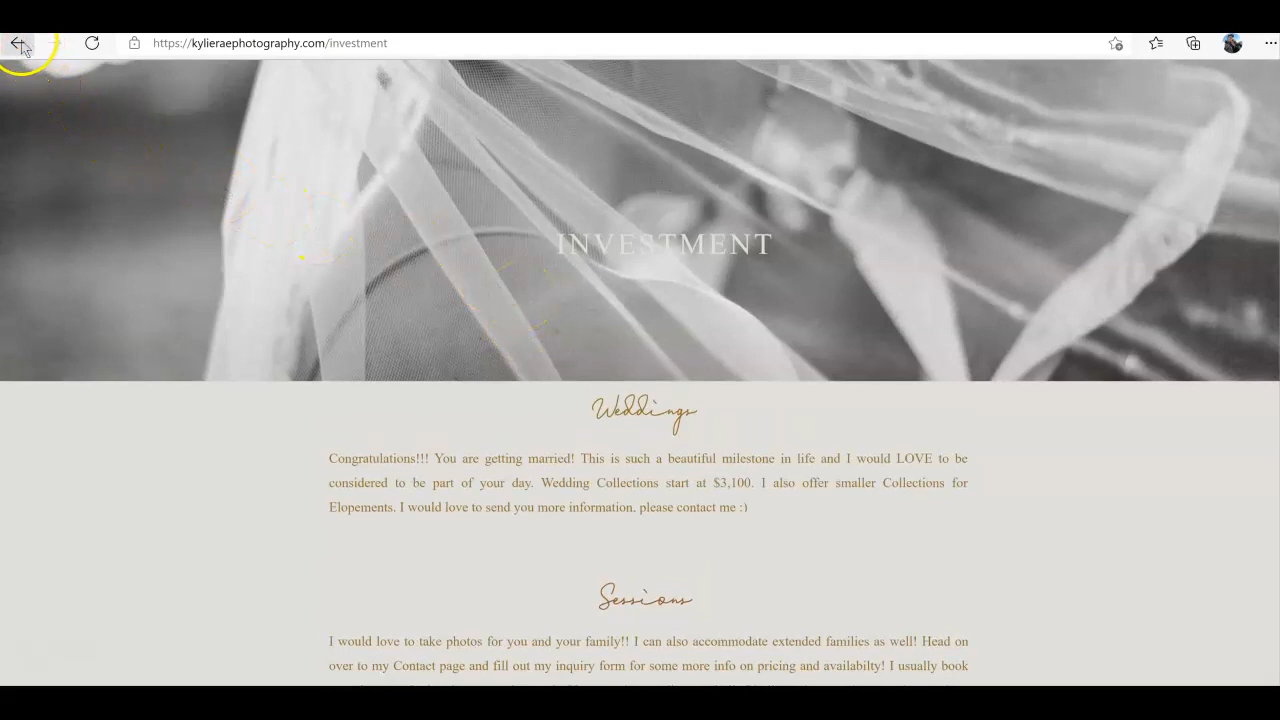 https://kylieraephotography.com/investment
INVESTMENT
Weddings
Congratulations!!! You are getting married! This is such a beautiful milestone in life and I would LOVE to be
considered to be part of your day. Wedding Collections start at $3,100. I also offer smaller Collections for
Elopements. I would love to send you more information, please contact me :)
Sessions
I would love to take photos for you and your family!! I can also accommodate extended families as well! Head on
over to my Contact page and fill out my inquiry form for some more info on pricing and availabilty! I usually book